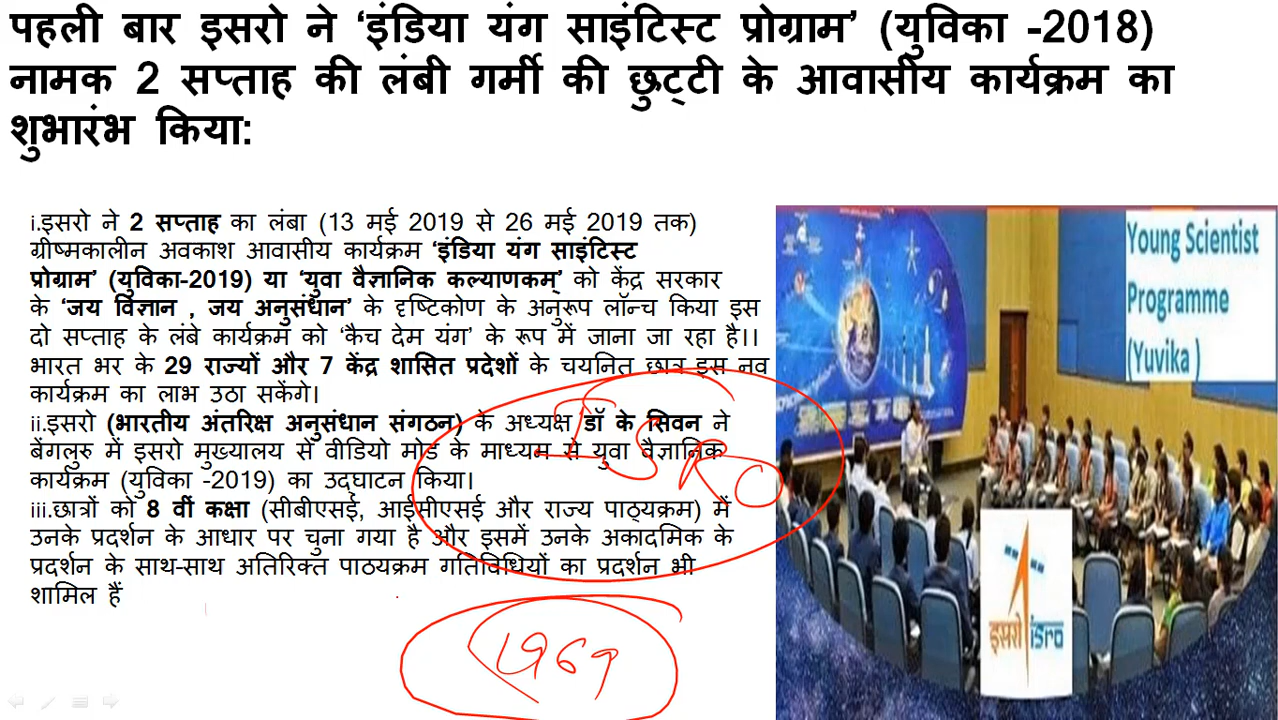 पहली बार इसरो ने ‘इंडिया यंग साइंटिस्ट प्रोग्राम’ (युविका -2018)
नामक 2 सप्ताह की लंबी गर्मी की छुट्टी के आवासीय कार्यक्रम का
शुभारंभ किया:
i.इसरो ने 2 सप्ताह का लंबा (13 मई 2019 से 26 मई 2019 तक)
ग्रीष्मकालीन अवकाश आवासीय कार्यक्रम ‘इंडिया यंग साइंटिस्ट
प्रोग्राम’ (युविका-2019) या ‘युवा वैज्ञानिक कल्याणकम्’ को केंद्र सरकार
के ‘जय विज्ञान , जय अनुसंधान’ के दृष्टिकोण के अनुरूप लॉन्च किया इस
दो सप्ताह के लंबे कार्यक्रम को ‘कैच देम यंग’ के रूप में जाना जा रहा है।।
भारत भर के 29 राज्यों और 7 केंद्र शासित प्रदेशों के चयनित छात्र इस नव
कार्यक्रम का लाभ उठा सकेंगे।
ii.इसरो (भारतीय अंतरिक्ष अनुसंधान संगठन) के अध्यक्ष डॉ के सिवन ने
बेंगलुरु में इसरो मुख्यालय से वीडियो मोड के माध्यम से युवा वैज्ञानिक
कार्यक्रम (युविका -2019) का उद्घाटन किया।
iii.छात्रों को 8 वीं कक्षा (सीबीएसई, आईसीएसई और राज्य पाठ्यक्रम) में
उनके प्रदर्शन के आधार पर चुना गया है और इसमें उनके अकादमिक के
प्रदर्शन के साथ-साथ अतिरिक्त पाठयक्रम गतिविधियों का प्रदर्शन भी
शामिल हैं
ISRO
1969
Young Scientist
Programme
(Yuvika )
इसरो isro